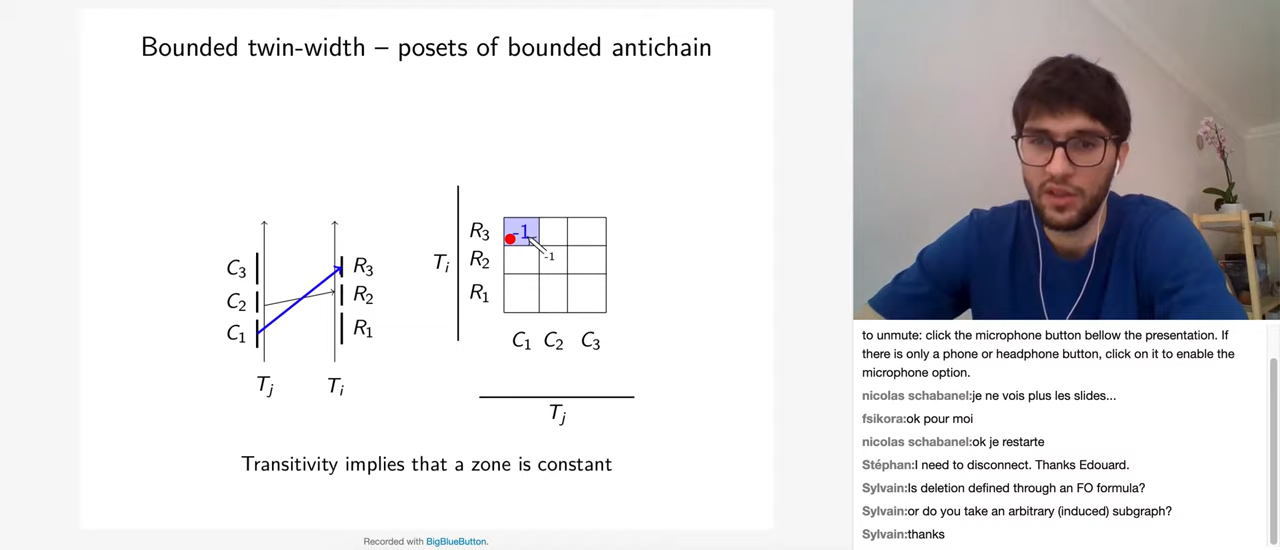 Bounded twin-width – posets of bounded antichain
C3
C2
C1
R3
R2
R1
Tj
Ti
Ti
R3
R2
R1
-1
-1
C1 C2 C3
Tj
Transitivity implies that a zone is constant
Recorded with BigBlueButton.
to unmute: click the microphone button bellow the presentation. If
there is only a phone or headphone button, click on it to enable the
microphone option.
nicolas schabanel:je ne vois plus les slides...
fsikora:ok pour moi
nicolas schabanel:ok je restarte
Stéphan:I need to disconnect. Thanks Edouard.
Sylvain:Is deletion defined through an FO formula?
Sylvain:or do you take an arbitrary (induced) subgraph?
Sylvain:thanks